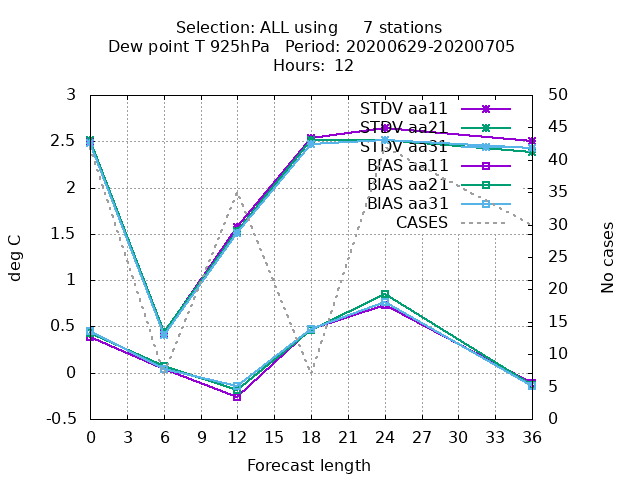 Selection: ALL using     7 stations
Dew point T 925hPa   Period: 20200629-20200705
Hours:  12
deg C
No cases
3
2.5
2
1.5
1
0.5
0
-0.5
50
45
40
35
30
25
20
15
10
5
0
STDV aa11
STDV aa21
STDV aa31
BIAS aa11
BIAS aa21
BIAS aa31
CASES
0 3 6 9 12 15 18 21 24 27 30 33 36
Forecast length